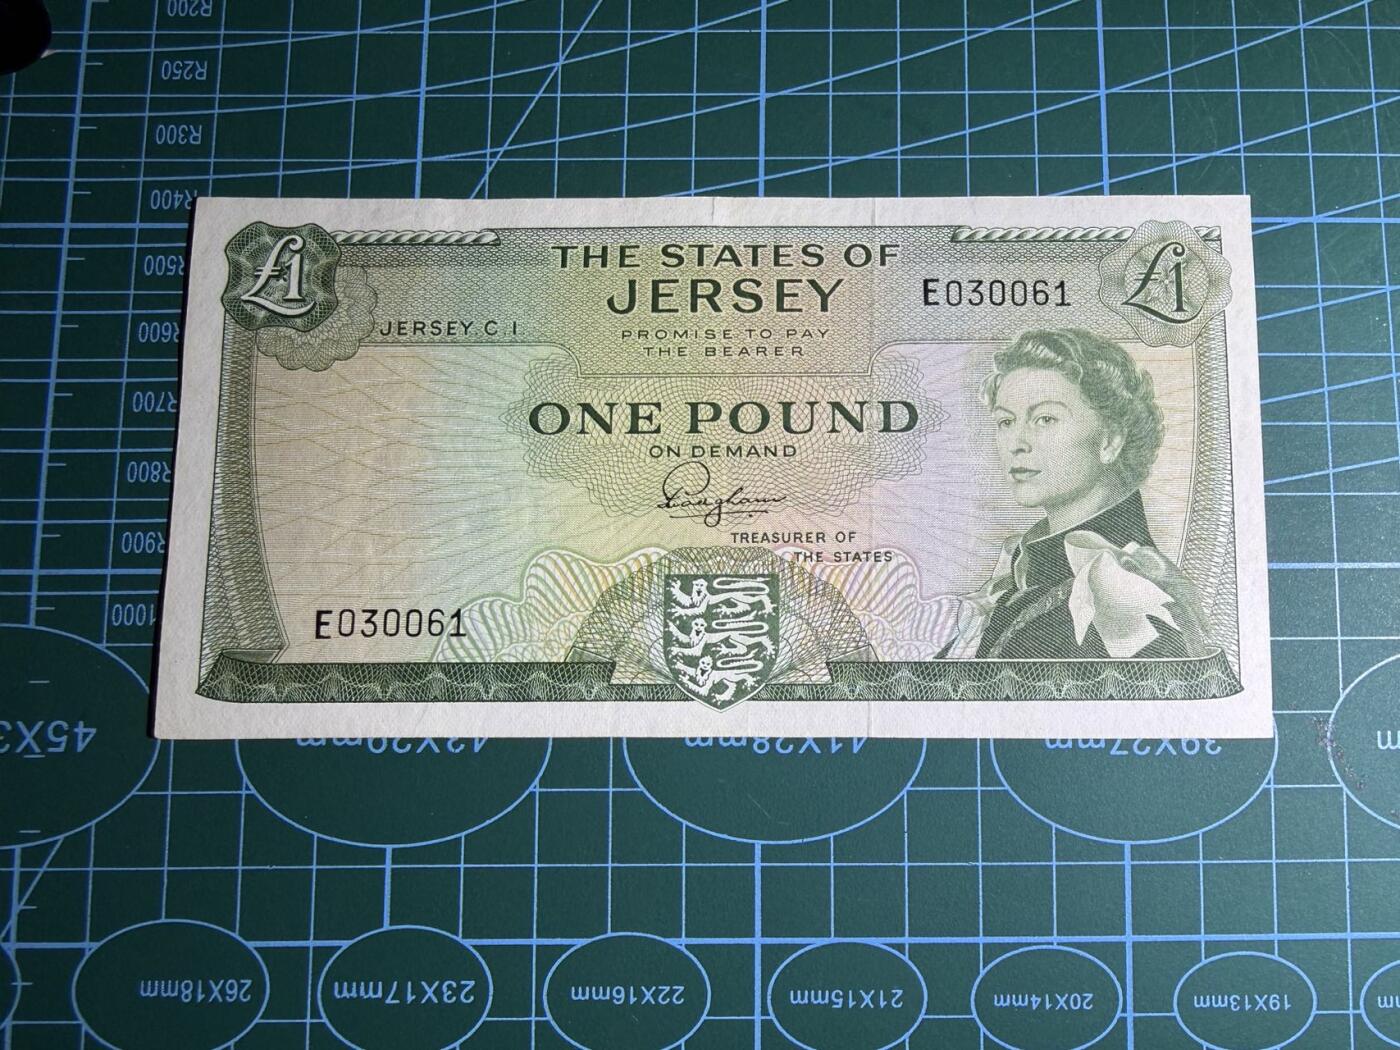 R200
R250
R300
R400
R500
R600
R700
R800
R900
R1000
£1
THE STATES OF
JERSEY
E030061
£1
JERSEY C I
PROMISE TO PAY
THE BEARER
ONE POUND
ON DEMAND
TREASURER OF
THE STATES
E030061
42X29mm
41X28mm
39X27mm
26X18mm
23X17mm
22X16mm
21X15mm
20X14mm
19X13mm